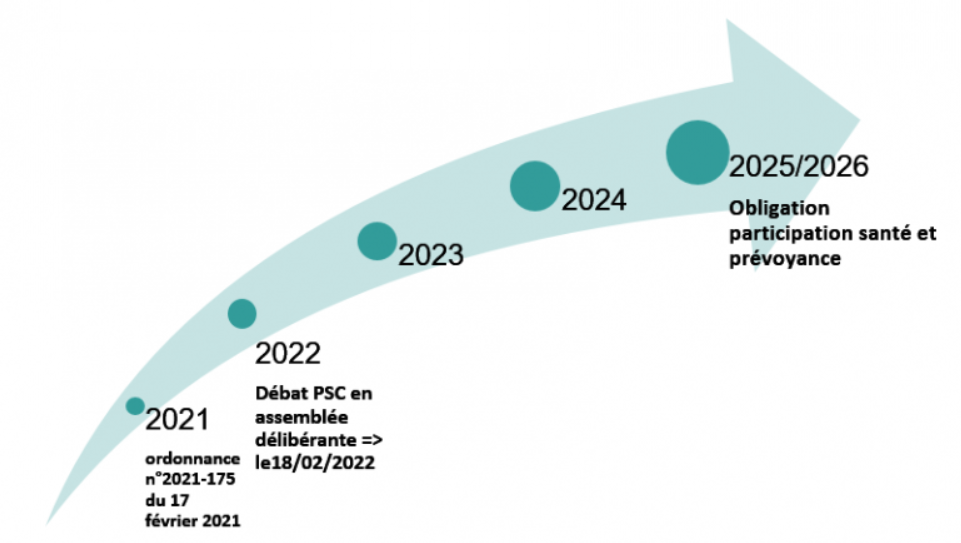 2021
ordonnance
n°2021-175
du 17
février 2021
2022
Débat PSC en
assemblée
délibérante =>
le18/02/2022
2023
2024
2025/2026
Obligation
participation santé et
prévoyance